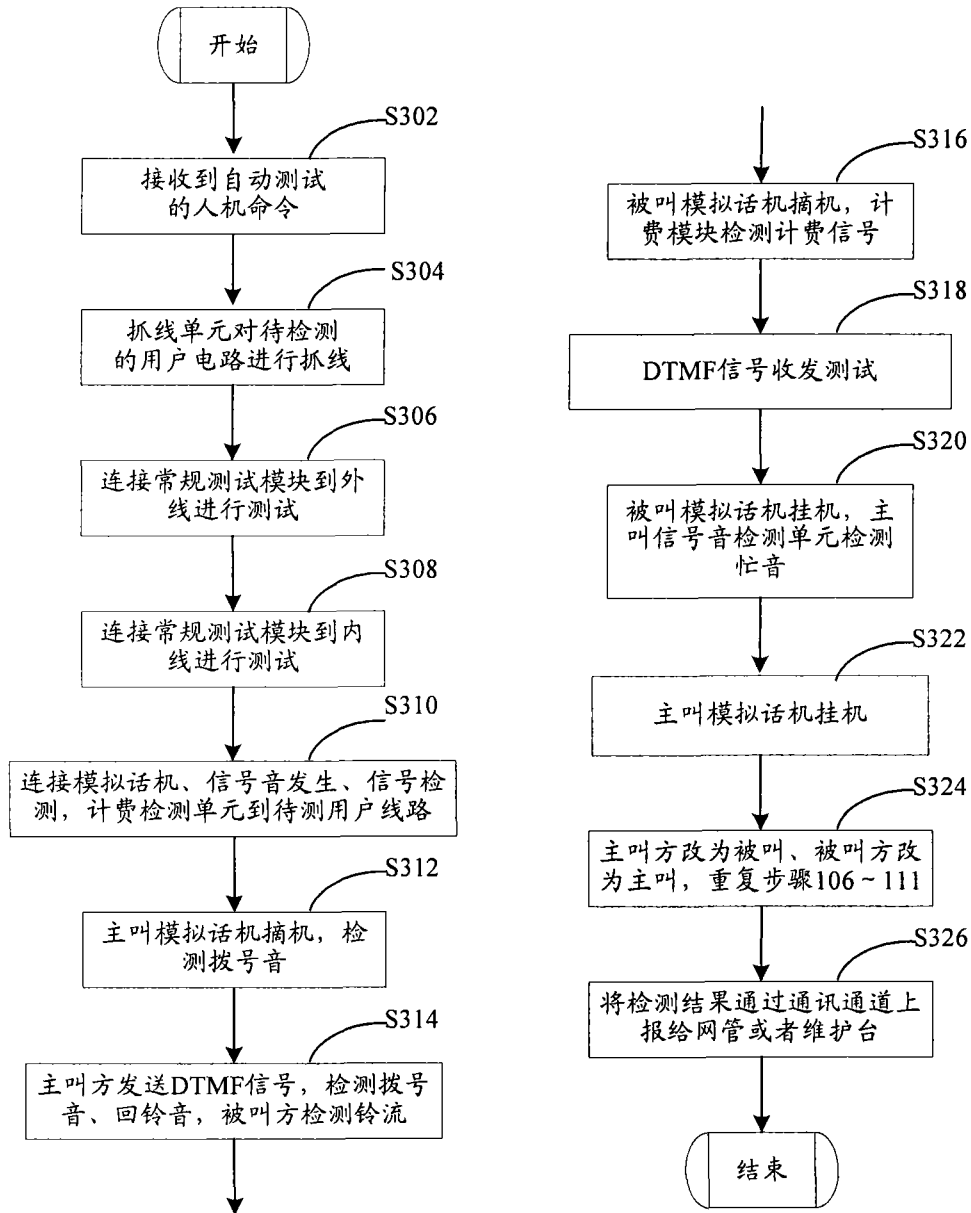 开始
S302
接收到自动测试
的人机命令
S304
抓线单元对待检测
的用户电路进行抓线
S306
连接常规测试模块到外
线进行测试
S308
连接常规测试模块到内
线进行测试
S310
连接模拟话机、信号音发生、信号检
测，计费检测单元到待测用户线路
S312
主叫模拟话机摘机，检
测拨号音
S314
主叫方发送DTMF信号，检测拨号
音、回铃音，被叫方检测铃流
S316
被叫模拟话机摘机，计
费模块检测计费信号
S318
DTMF信号收发测试
S320
被叫模拟话机挂机，主
叫信号音检测单元检测
忙音
S322
主叫模拟话机挂机
S324
主叫方改为被叫、被叫方改
为主叫，重复步骤106～111
S326
将检测结果通过通讯通道上
报给网管或者维护台
结束